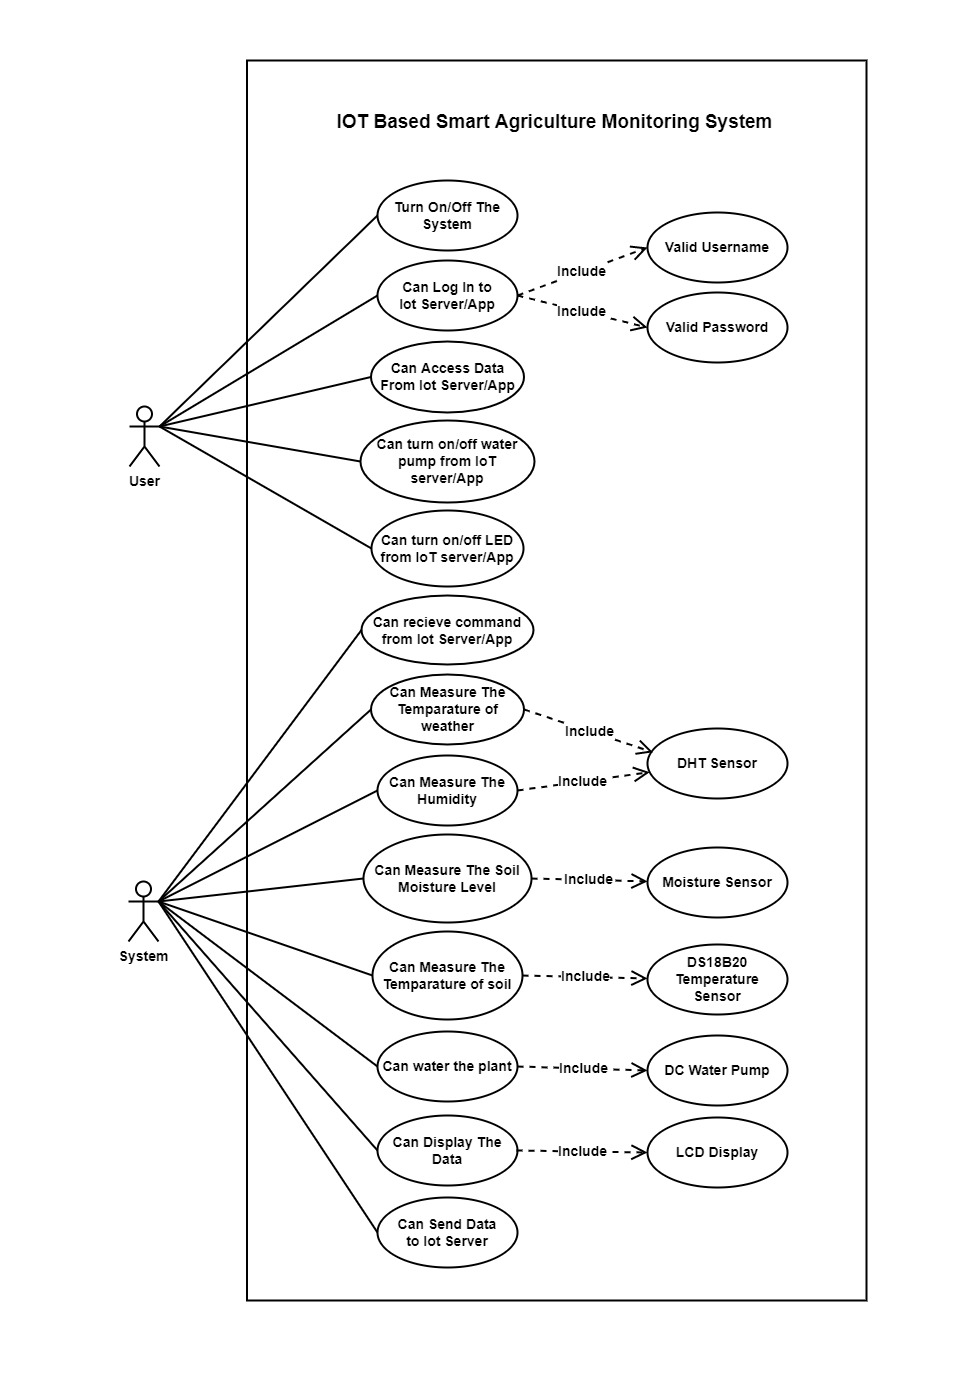 IOT Based Smart Agriculture Monitoring System
Turn On/Off The
System
Can Log In to
Iot Server/App
Include
Valid Username
Include
Valid Password
Can Access Data
From Iot Server/App
Can turn on/off water
pump from IoT
server/App
User
Can turn on/off LED
from IoT server/App
Can recieve command
from Iot Server/App
Can Measure The
Temparature of
weather
Include
DHT Sensor
Can Measure The
Humidity
Include
Can Measure The Soil
Moisture Level
Include
Moisture Sensor
System
Can Measure The
Temparature of soil
Include
DS18B20
Temperature
Sensor
Can water the plant
Include
DC Water Pump
Can Display The
Data
Include
LCD Display
Can Send Data
to Iot Server